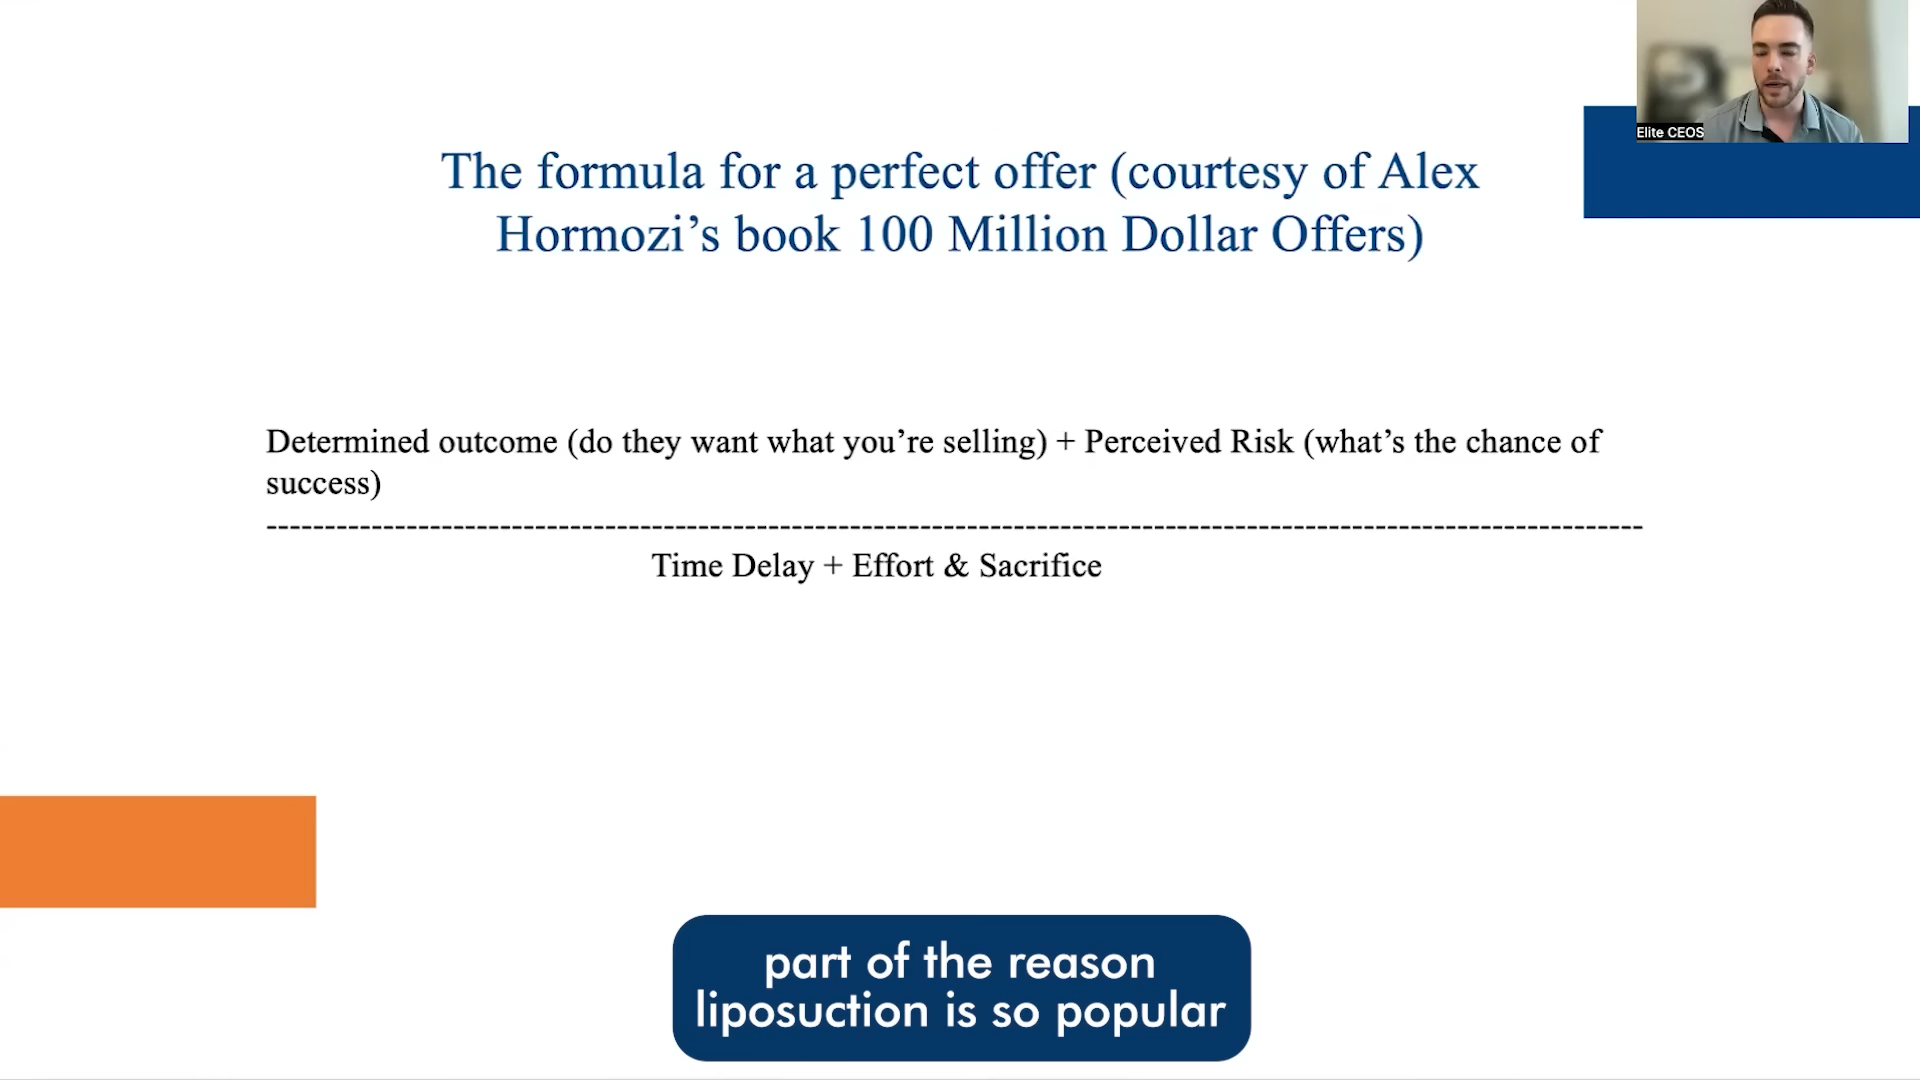 Elite CEOS
The formula for a perfect offer (courtesy of Alex
Hormozi’s book 100 Million Dollar Offers)
Determined outcome (do they want what you’re selling) + Perceived Risk (what’s the chance of
success)
--------------------------------------------------------------------------------------------------------------------
Time Delay + Effort & Sacrifice
part of the reason
liposuction is so popular